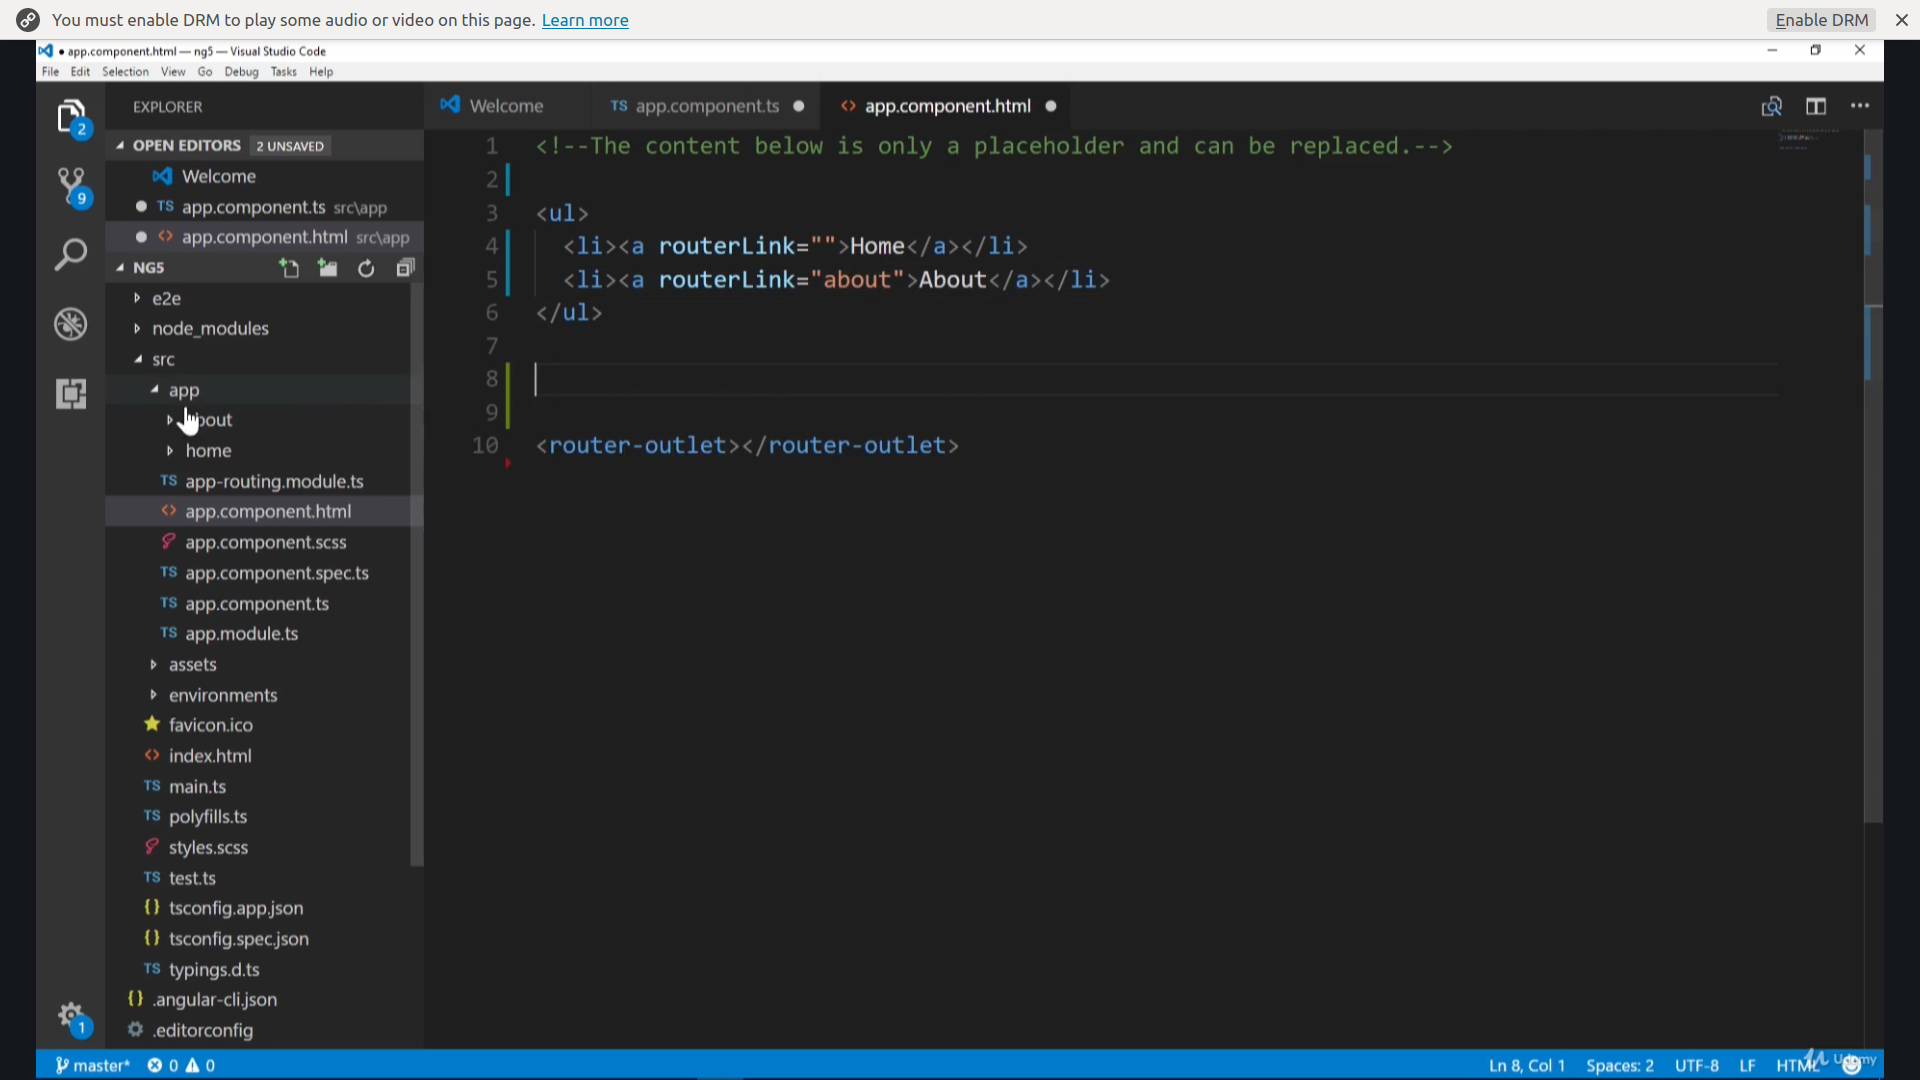 You must enable DRM to play some audio or video on this page. Learn more
Enable DRM
• app.component.html — ng5 — Visual Studio Code
File Edit Selection View Go Debug Tasks Help
EXPLORER
Welcome
TS app.component.ts
<> app.component.html
2
OPEN EDITORS 2 UNSAVED
Welcome
TS app.component.ts src\app
<> app.component.html src\app
9
NG5
e2e
node_modules
src
app
bout
home
TS app-routing.module.ts
<> app.component.html
app.component.scss
TS app.component.spec.ts
TS app.component.ts
TS app.module.ts
assets
environments
favicon.ico
<> index.html
TS main.ts
TS polyfills.ts
styles.scss
TS test.ts
{} tsconfig.app.json
{} tsconfig.spec.json
TS typings.d.ts
{} .angular-cli.json
.editorconfig
1
1 <!--The content below is only a placeholder and can be replaced.-->
2
3 <ul>
4 <li><a routerLink="">Home</a></li>
5 <li><a routerLink="about">About</a></li>
6 </ul>
7
8
9
10 <router-outlet></router-outlet>
master* 0 0
Ln 8, Col 1 Spaces: 2 UTF-8 LF HTML
Udemy